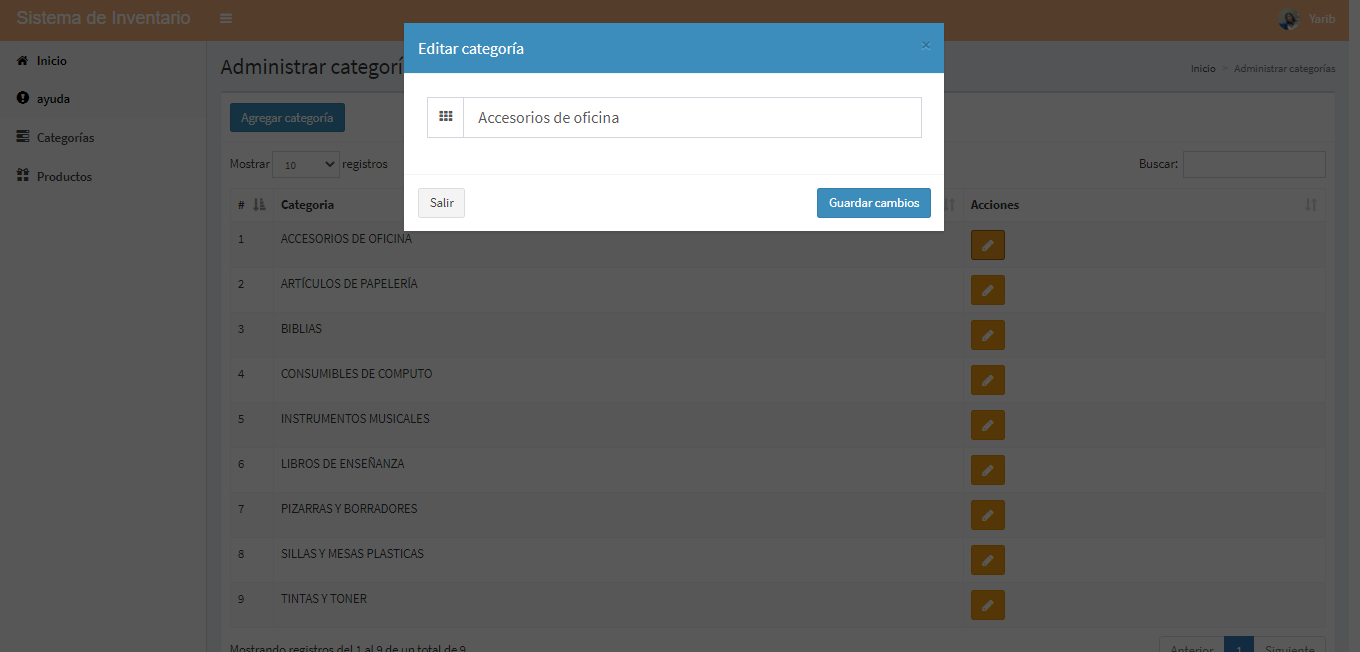 Sistema de Inventario
Yarib
Editar categoría
×
Inicio
ayuda
Categorías
Productos
Administrar categorí
Inicio > Administrar categorías
Accesorios de oficina
Salir
Guardar cambios
Agregar categoría
Mostrar 10 registros
Buscar:
# Categoria Acciones
1 ACCESORIOS DE OFICINA
2 ARTÍCULOS DE PAPELERÍA
3 BIBLIAS
4 CONSUMIBLES DE COMPUTO
5 INSTRUMENTOS MUSICALES
6 LIBROS DE ENSEÑANZA
7 PIZARRAS Y BORRADORES
8 SILLAS Y MESAS PLASTICAS
9 TINTAS Y TONER
Mostrando registros del 1 al 9 de un total de 9
Anterior 1 Siguiente